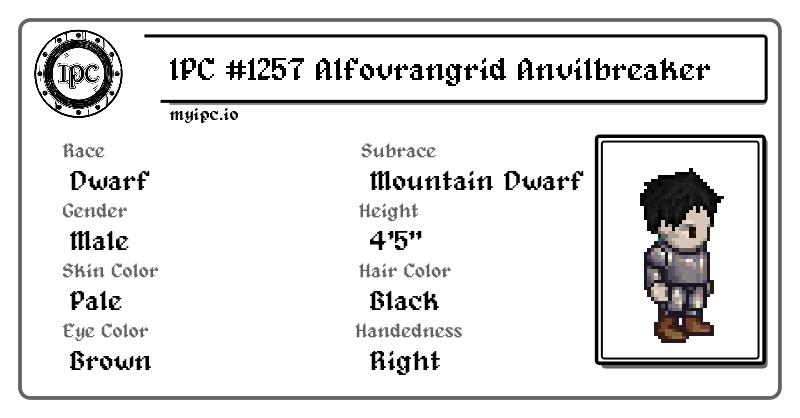 IPC
IPC #1257 Alfovrangrid Anvilbreaker
myipc.io
Race
Dwarf
Subrace
Mountain Dwarf
Gender
Male
Height
4'5"
Skin Color
Pale
Hair Color
Black
Eye Color
Brown
Handedness
Right